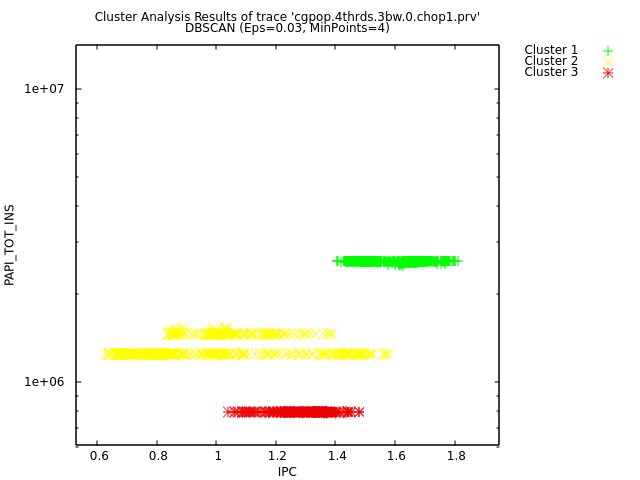 Cluster Analysis Results of trace 'cgpop.4thrds.3bw.0.chop1.prv'
DBSCAN (Eps=0.03, MinPoints=4)
Cluster 1
Cluster 2
Cluster 3
1e+07
1e+06
PAPI_TOT_INS
0.6 0.8 1 1.2 1.4 1.6 1.8
IPC